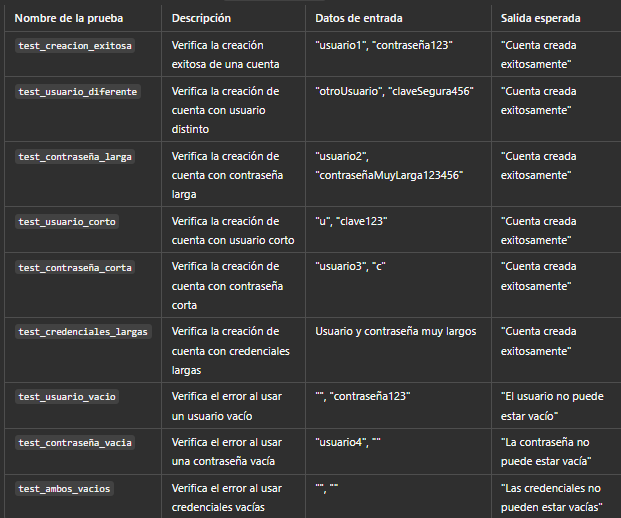 Nombre de la prueba Descripción Datos de entrada Salida esperada
test_creacion_exitosa Verifica la creación "usuario1", "contraseña123" "Cuenta creada
exitosa de una cuenta exitosamente"
test_usuario_diferente Verifica la creación de "otroUsuario", "claveSegura456" "Cuenta creada
cuenta con usuario exitosamente"
distinto
test_contraseña_larga Verifica la creación de "usuario2", "Cuenta creada
cuenta con contraseña "contraseñaMuyLarga123456" exitosamente"
larga
test_usuario_corto Verifica la creación de "u", "clave123" "Cuenta creada
cuenta con usuario corto exitosamente"
test_contraseña_corta Verifica la creación de "usuario3", "c" "Cuenta creada
cuenta con contraseña exitosamente"
corta
test_credenciales_largas Verifica la creación de Usuario y contraseña muy largos "Cuenta creada
cuenta con credenciales exitosamente"
largas
test_usuario_vacio Verifica el error al usar "", "contraseña123" "El usuario no puede
un usuario vacío estar vacío"
test_contraseña_vacia Verifica el error al usar "usuario4", "" "La contraseña no
una contraseña vacía puede estar vacía"
test_ambos_vacios Verifica el error al usar "", "" "Las credenciales no
credenciales vacías pueden estar vacías"